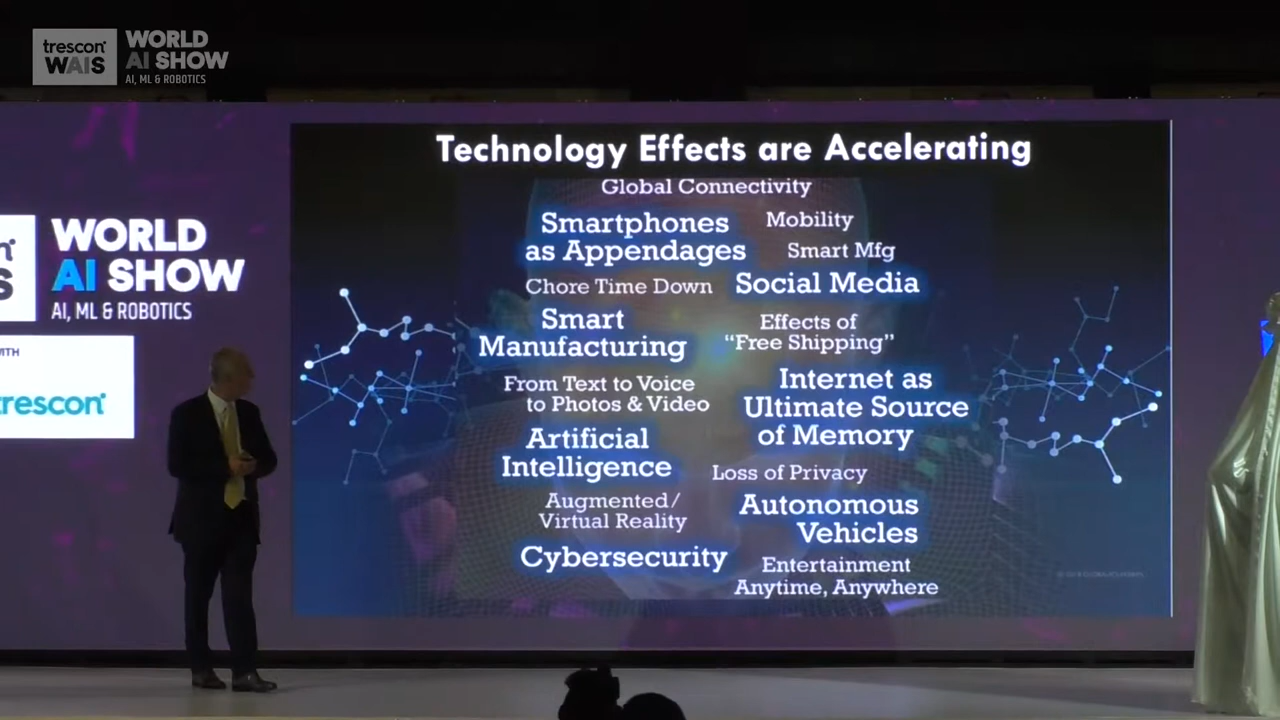 trescon
WAIS
WORLD
AI SHOW
AI, ML & ROBOTICS
Technology Effects are Accelerating
Global Connectivity
Smartphones
as Appendages
Mobility
Smart Mfg
Chore Time Down
Social Media
Smart
Manufacturing
Effects of
“Free Shipping”
From Text to Voice
to Photos & Video
Internet as
Ultimate Source
of Memory
Artificial
Intelligence
Loss of Privacy
Augmented/
Virtual Reality
Autonomous
Vehicles
Cybersecurity
Entertainment
Anytime, Anywhere
WORLD
AI SHOW
AI, ML & ROBOTICS
trescon